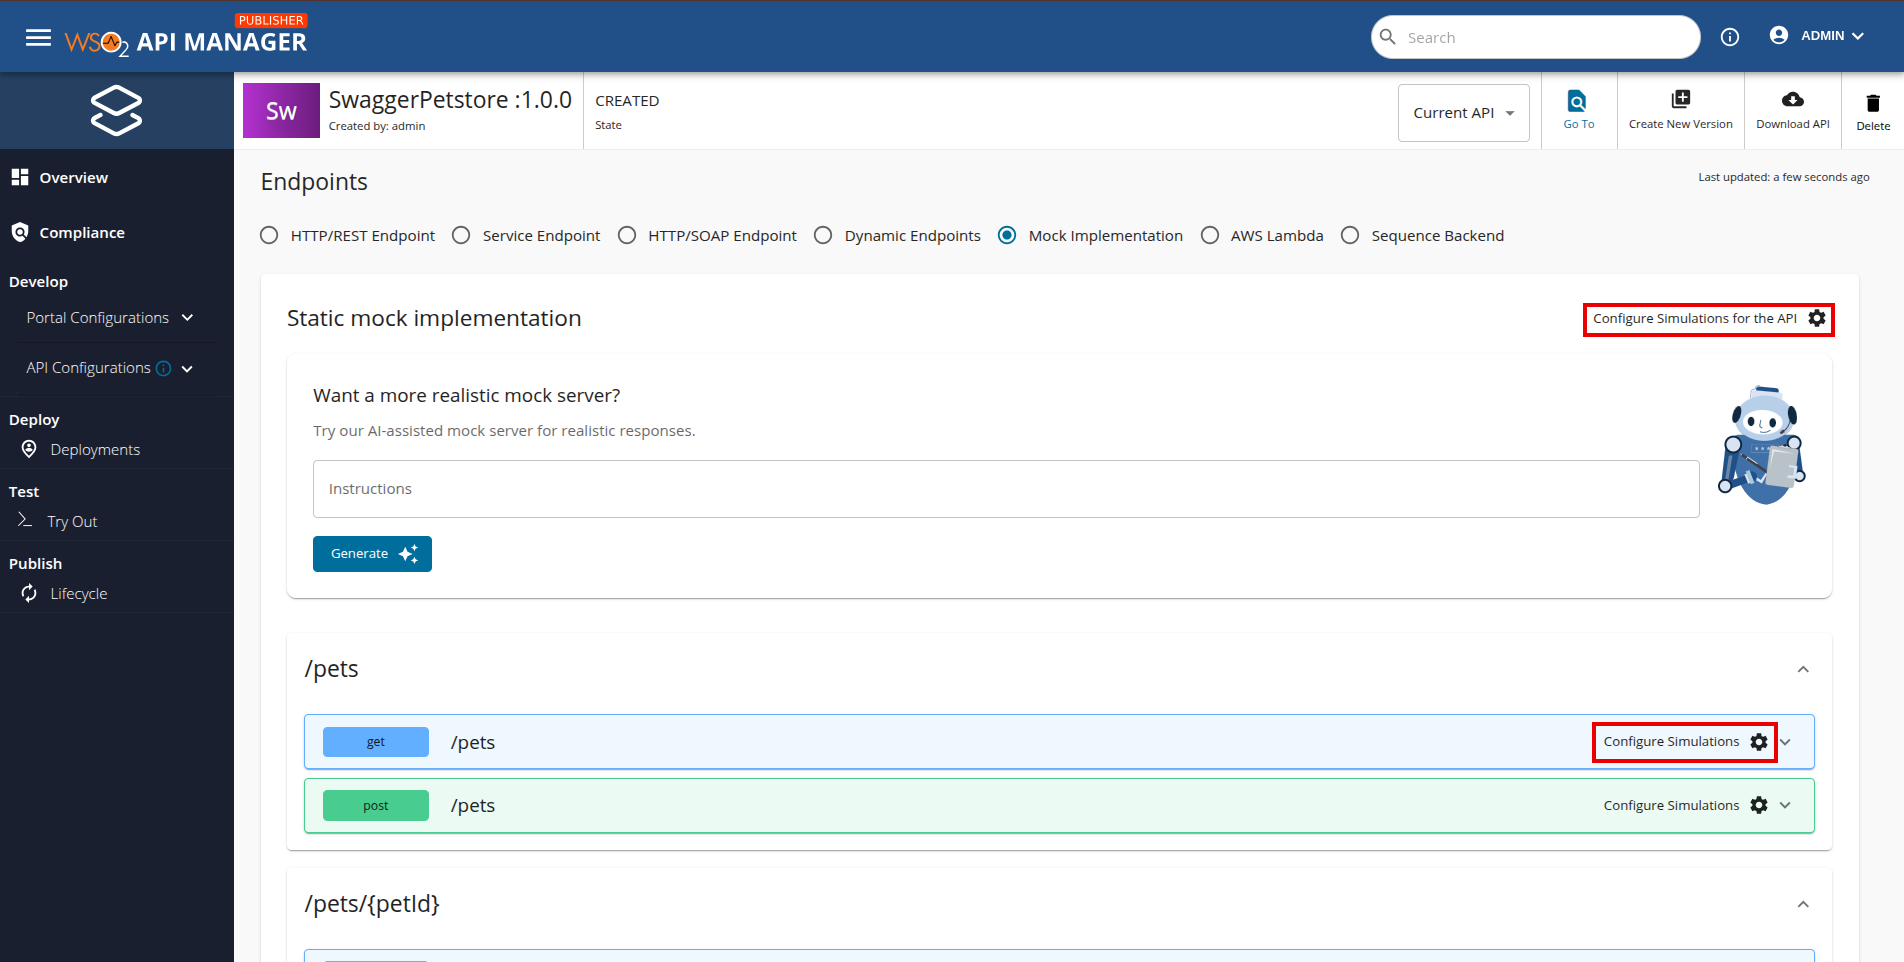 PUBLISHER
WSO2 API MANAGER
Search
ADMIN
Sw
SwaggerPetstore :1.0.0
Created by: admin
CREATED
State
Current API
Go To
Create New Version
Download API
Delete
Overview
Compliance
Develop
Portal Configurations
API Configurations
Deploy
Deployments
Test
Try Out
Publish
Lifecycle
Endpoints
Last updated: a few seconds ago
HTTP/REST Endpoint
Service Endpoint
HTTP/SOAP Endpoint
Dynamic Endpoints
Mock Implementation
AWS Lambda
Sequence Backend
Static mock implementation
Configure Simulations for the API
Want a more realistic mock server?
Try our AI-assisted mock server for realistic responses.
Instructions
Generate
/pets
get
/pets
Configure Simulations
post
/pets
Configure Simulations
/pets/{petId}